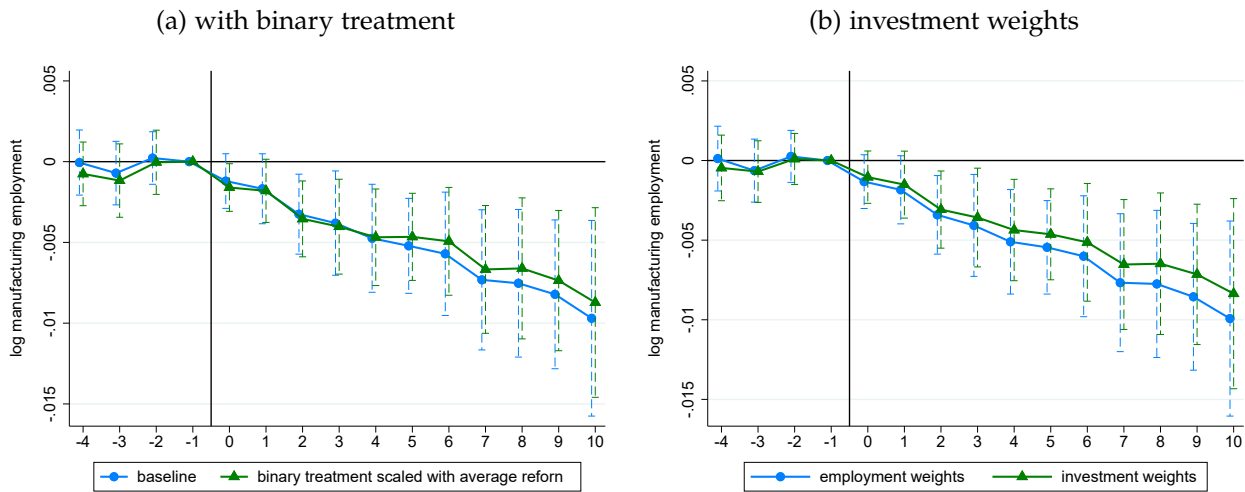 (a) with binary treatment
(b) investment weights
log manufacturing employment
.005
0
-.005
-.01
-.015
-4 -3 -2 -1 0 1 2 3 4 5 6 7 8 9 10
baseline binary treatment scaled with average reforn
log manufacturing employment
.005
0
-.005
-.01
-.015
-4 -3 -2 -1 0 1 2 3 4 5 6 7 8 9 10
employment weights investment weights